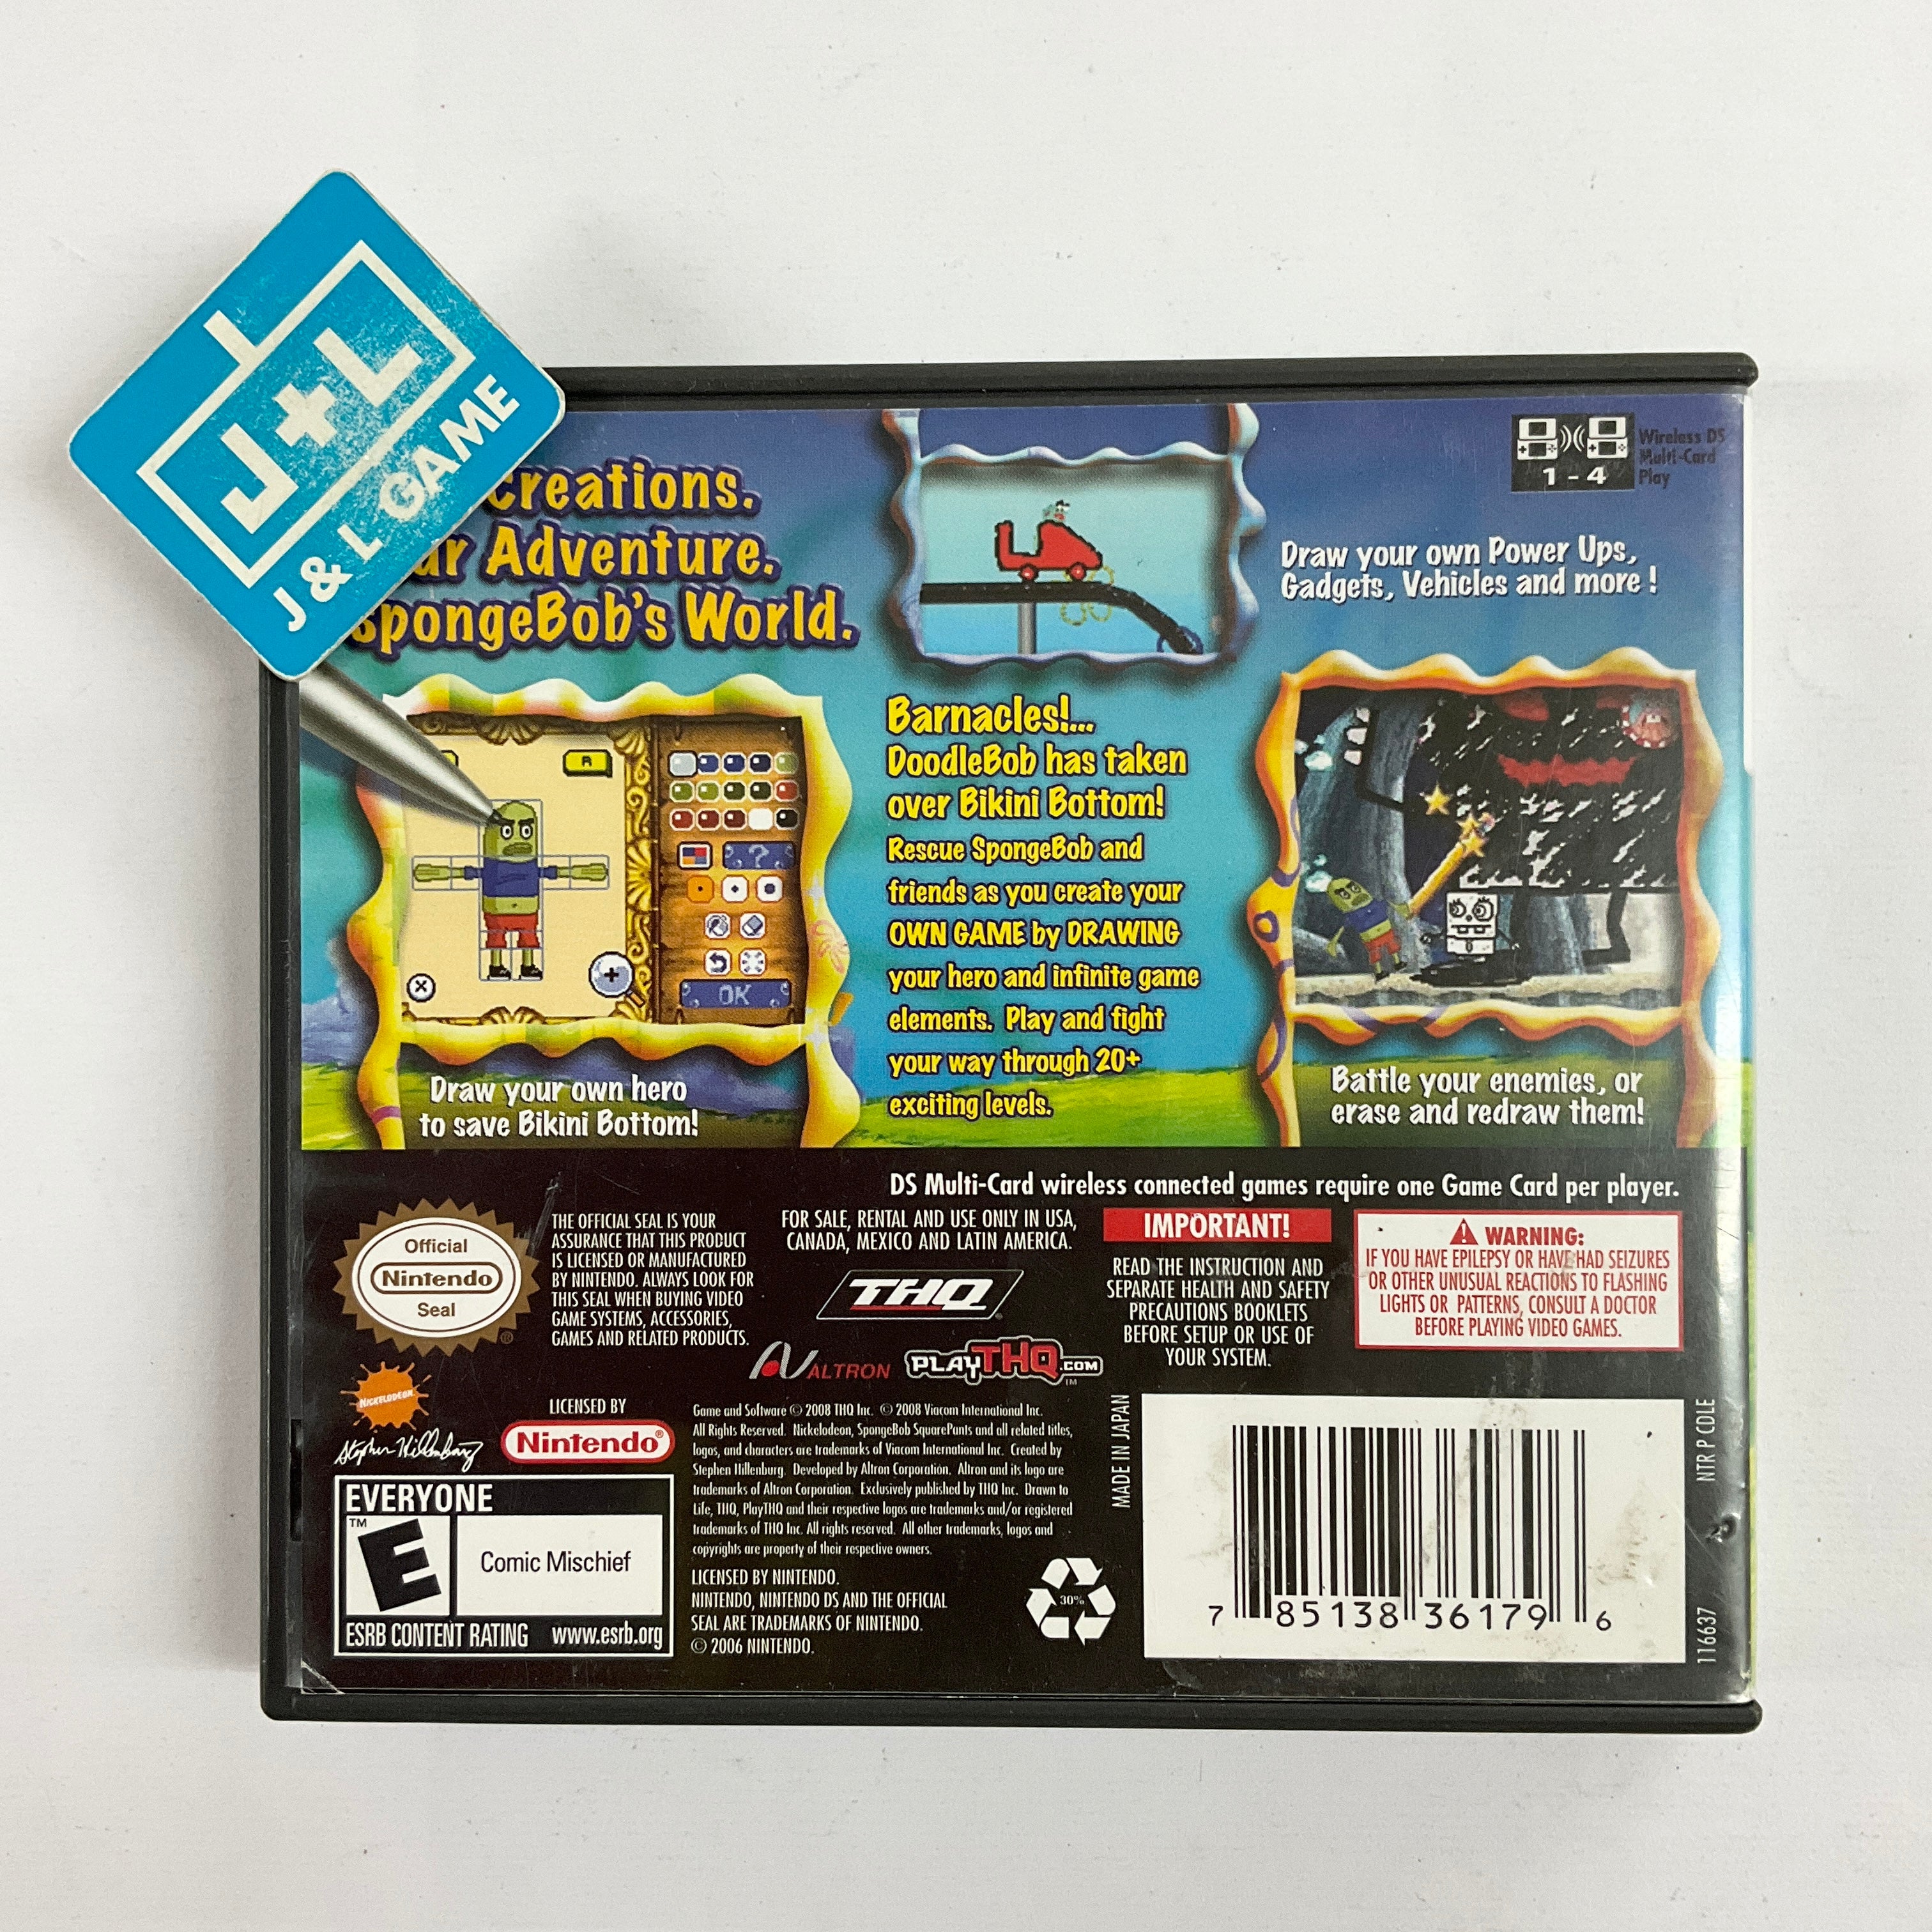 J+L
J & L GAME
Creations.
Adventure.
SpongeBob's World.
Wireless DS
Multi-Card
Play
1 - 4
Draw your own Power Ups,
Gadgets, Vehicles and more !
R
?
OK
Draw your own hero
to save Bikini Bottom!
Barnacles!...
DoodleBob has taken
over Bikini Bottom!
Rescue SpongeBob and
friends as you create your
OWN GAME by DRAWING
your hero and infinite game
elements. Play and fight
your way through 20+
exciting levels.
Battle your enemies, or
erase and redraw them!
DS Multi-Card wireless connected games require one Game Card per player.
Official
Nintendo
Seal
®
THE OFFICIAL SEAL IS YOUR
ASSURANCE THAT THIS PRODUCT
IS LICENSED OR MANUFACTURED
BY NINTENDO. ALWAYS LOOK FOR
THIS SEAL WHEN BUYING VIDEO
GAME SYSTEMS, ACCESSORIES,
GAMES AND RELATED PRODUCTS.
FOR SALE, RENTAL AND USE ONLY IN USA,
CANADA, MEXICO AND LATIN AMERICA.
THQ
ALTRON
PLAYTHQ.COM
TM
IMPORTANT!
READ THE INSTRUCTION AND
SEPARATE HEALTH AND SAFETY
PRECAUTIONS BOOKLETS
BEFORE SETUP OR USE OF
YOUR SYSTEM.
WARNING:
IF YOU HAVE EPILEPSY OR HAVE HAD SEIZURES
OR OTHER UNUSUAL REACTIONS TO FLASHING
LIGHTS OR PATTERNS, CONSULT A DOCTOR
BEFORE PLAYING VIDEO GAMES.
NICKELODEON
Stephen Hillenburg
LICENSED BY
Nintendo®
EVERYONE
TM
E
Comic Mischief
ESRB CONTENT RATING www.esrb.org
Game and Software © 2008 THQ Inc. © 2008 Viacom International Inc.
All Rights Reserved. Nickelodeon, SpongeBob SquarePants and all related titles,
logos, and characters are trademarks of Viacom International Inc. Created by
Stephen Hillenburg. Developed by Altron Corporation. Altron and its logo are
trademarks of Altron Corporation. Exclusively published by THQ Inc. Drawn to
Life, THQ, PlayTHQ and their respective logos are trademarks and/or registered
trademarks of THQ Inc. All rights reserved. All other trademarks, logos and
copyrights are property of their respective owners.
LICENSED BY NINTENDO.
NINTENDO, NINTENDO DS AND THE OFFICIAL
SEAL ARE TRADEMARKS OF NINTENDO.
© 2006 NINTENDO.
30%
MADE IN JAPAN
7 85138 36179 6
NTR P CDLE
116637